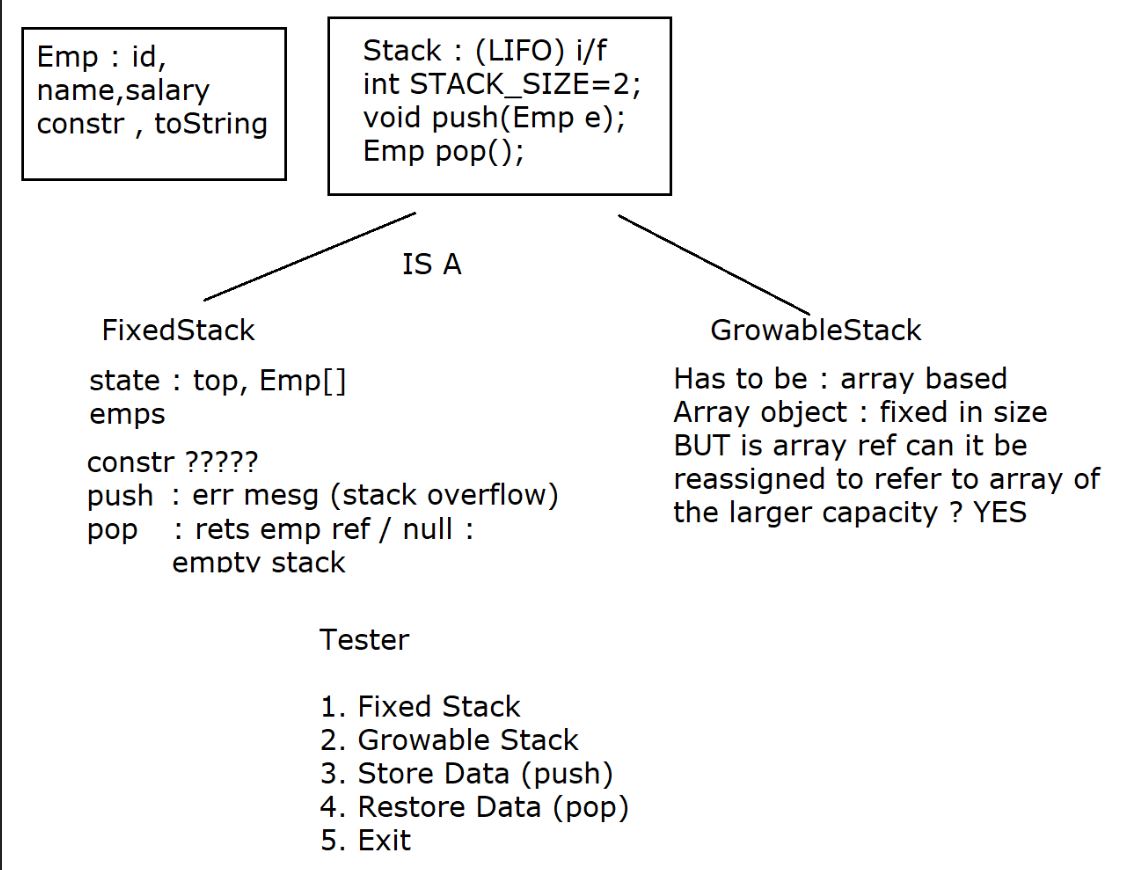 Emp : id,
name,salary
constr , toString
Stack : (LIFO) i/f
int STACK_SIZE=2;
void push(Emp e);
Emp pop();
IS A
FixedStack
state : top, Emp[]
emps
constr ?????
push : err mesg (stack overflow)
pop : rets emp ref / null :
empty stack
GrowableStack
Has to be : array based
Array object : fixed in size
BUT is array ref can it be
reassigned to refer to array of
the larger capacity ? YES
Tester
1. Fixed Stack
2. Growable Stack
3. Store Data (push)
4. Restore Data (pop)
5. Exit